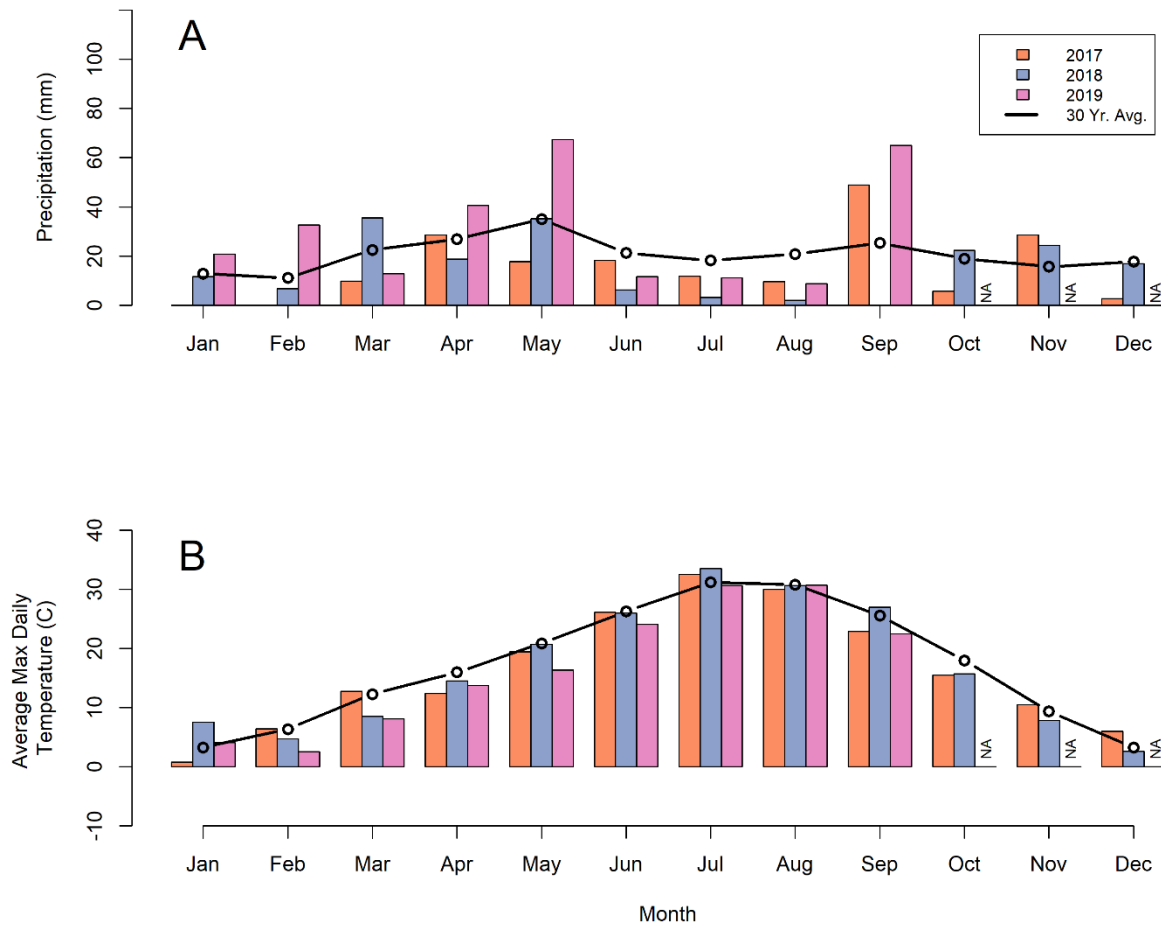 A
Precipitation (mm)
100
80
60
40
20
0
2017
2018
2019
30 Yr. Avg.
NA NA NA
Jan Feb Mar Apr May Jun Jul Aug Sep Oct Nov Dec
B
Average Max Daily
Temperature (C)
40
30
20
10
0
-10
NA NA NA
Jan Feb Mar Apr May Jun Jul Aug Sep Oct Nov Dec
Month